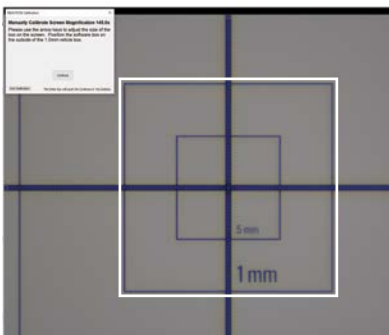 Manually Calibrate Screen Magnification 145.0x
Please use the arrow keys to adjust the size of
the box on the screen. Position the software box on
the outside of the 1.0mm reticle box.
Continue
5 mm
1 mm